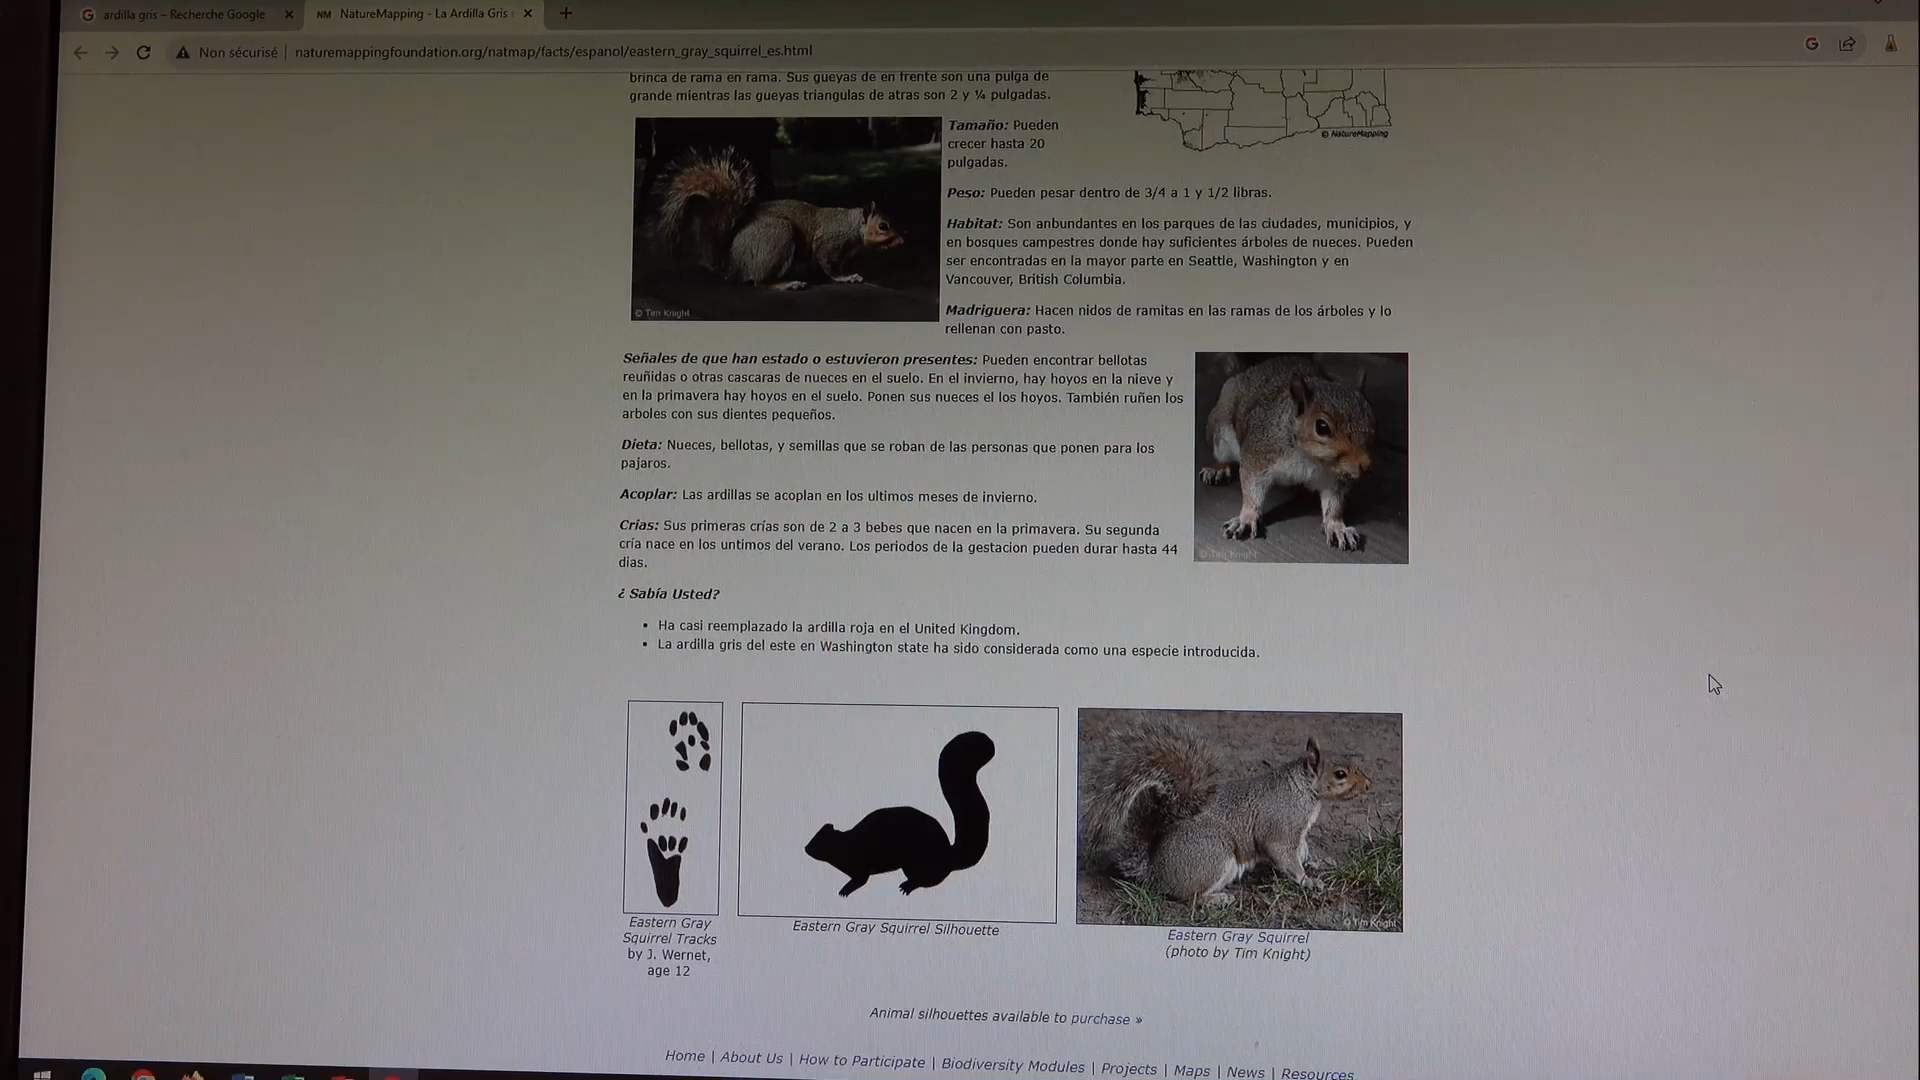 ardilla gris – Recherche Google
NM NatureMapping - La Ardilla Gris
Non sécurisé | naturemappingfoundation.org/natmap/facts/espanol/eastern_gray_squirrel_es.html
brinca de rama en rama. Sus gueyas de en frente son una pulga de
grande mientras las gueyas triangulas de atras son 2 y ¼ pulgadas.
© NatureMapping
Tamaño: Pueden
crecer hasta 20
pulgadas.
Peso: Pueden pesar dentro de 3/4 a 1 y 1/2 libras.
Habitat: Son anbundantes en los parques de las ciudades, municipios, y
en bosques campestres donde hay suficientes árboles de nueces. Pueden
ser encontradas en la mayor parte en Seattle, Washington y en
Vancouver, British Columbia.
© Tim Knight
Madriguera: Hacen nidos de ramitas en las ramas de los árboles y lo
rellenan con pasto.
Señales de que han estado o estuvieron presentes: Pueden encontrar bellotas
reuñidas o otras cascaras de nueces en el suelo. En el invierno, hay hoyos en la nieve y
en la primavera hay hoyos en el suelo. Ponen sus nueces el los hoyos. También ruñen los
arboles con sus dientes pequeños.
Dieta: Nueces, bellotas, y semillas que se roban de las personas que ponen para los
pajaros.
Acoplar: Las ardillas se acoplan en los ultimos meses de invierno.
Crias: Sus primeras crías son de 2 a 3 bebes que nacen en la primavera. Su segunda
cría nace en los untimos del verano. Los periodos de la gestacion pueden durar hasta 44
dias.
© Tim Knight
¿ Sabía Usted?
• Ha casi reemplazado la ardilla roja en el United Kingdom.
• La ardilla gris del este en Washington state ha sido considerada como una especie introducida.
© Tim Knight
Eastern Gray
Squirrel Tracks
by J. Wernet,
age 12
Eastern Gray Squirrel Silhouette
Eastern Gray Squirrel
(photo by Tim Knight)
Animal silhouettes available to purchase »
Home | About Us | How to Participate | Biodiversity Modules | Projects | Maps | News | Resources